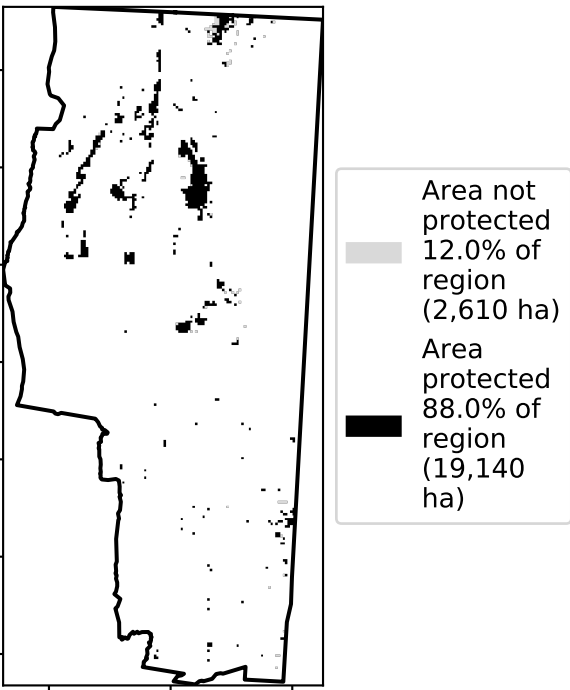 Area not
protected
12.0% of
region
(2,610 ha)
Area
protected
88.0% of
region
(19,140
ha)